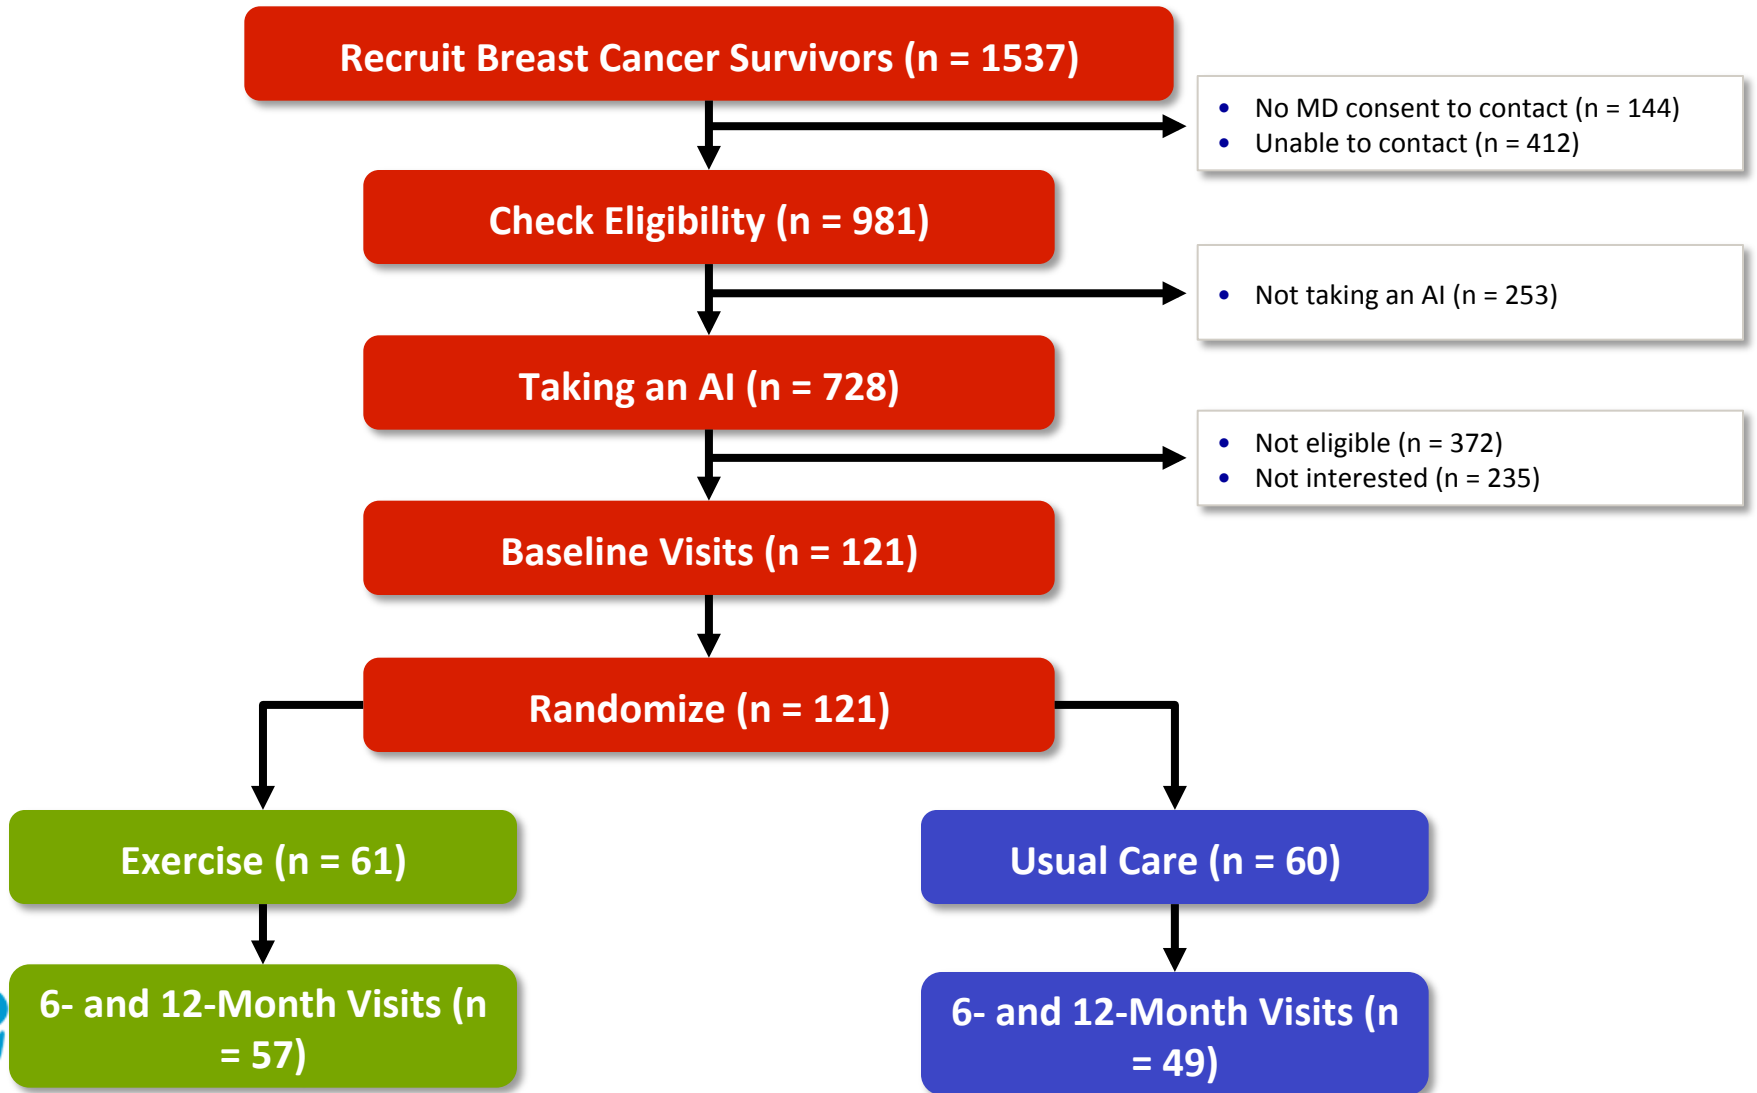 Recruit Breast Cancer Survivors (n = 1537)
• No MD consent to contact (n = 144)
• Unable to contact (n = 412)
Check Eligibility (n = 981)
• Not taking an AI (n = 253)
Taking an AI (n = 728)
• Not eligible (n = 372)
• Not interested (n = 235)
Baseline Visits (n = 121)
Randomize (n = 121)
Exercise (n = 61)
Usual Care (n = 60)
6- and 12-Month Visits (n
= 57)
6- and 12-Month Visits (n
= 49)